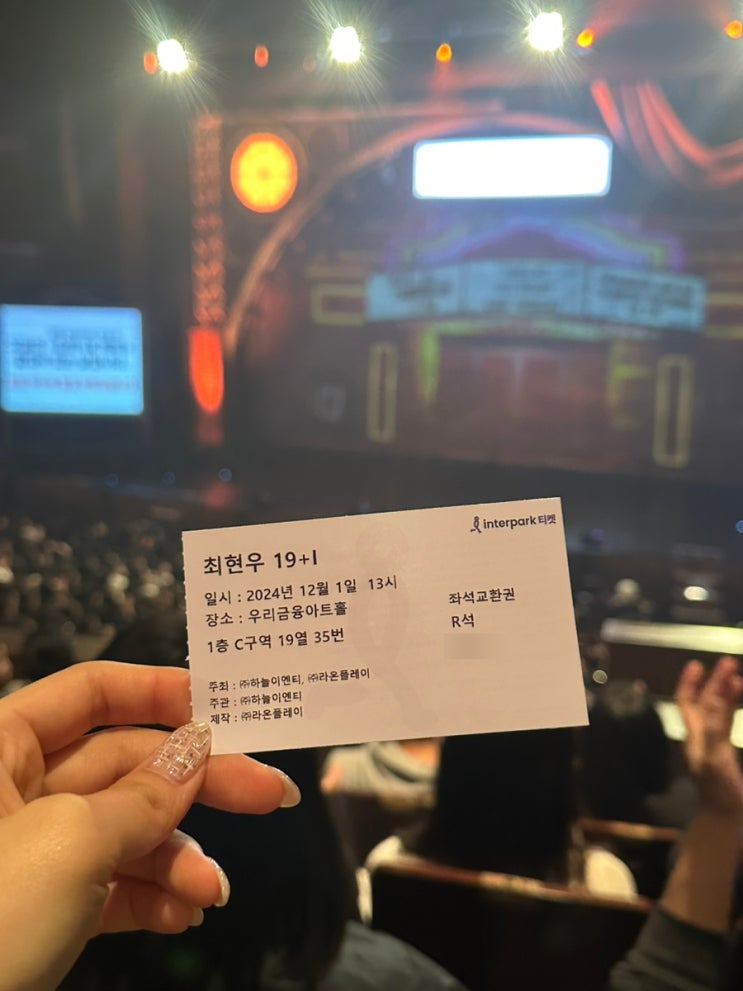 interpark 티켓
최현우 19+I
일시 : 2024년 12월 1일 13시
장소 : 우리금융아트홀
1층 C구역 19열 35번
좌석교환권
R석
주최 : ㈜하늘이엔티, ㈜라온플레이
주관 : ㈜하늘이엔티
제작 : ㈜라온플레이